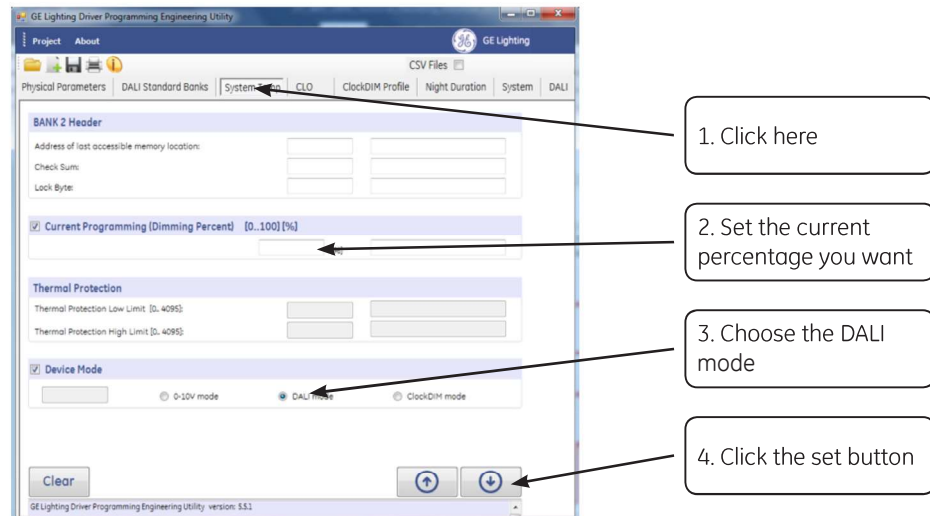 GE Lighting Driver Programming Engineering Utility
Project About
GE Lighting
CSV Files
Physical Parameters DALI Standard Banks System Temp CLO ClockDIM Profile Night Duration System DALI
BANK 2 Header
Address of last accessible memory location:
Check Sum:
Lock Byte:
Current Programming (Dimming Percent) [0..100] [%]
Thermal Protection
Thermal Protection Low Limit [0.. 4095]:
Thermal Protection High Limit [0.. 4095]:
Device Mode
0-10V mode DALI mode ClockDIM mode
Clear
GE Lighting Driver Programming Engineering Utility version: 5.5.1
1. Click here
2. Set the current
percentage you want
3. Choose the DALI
mode
4. Click the set button